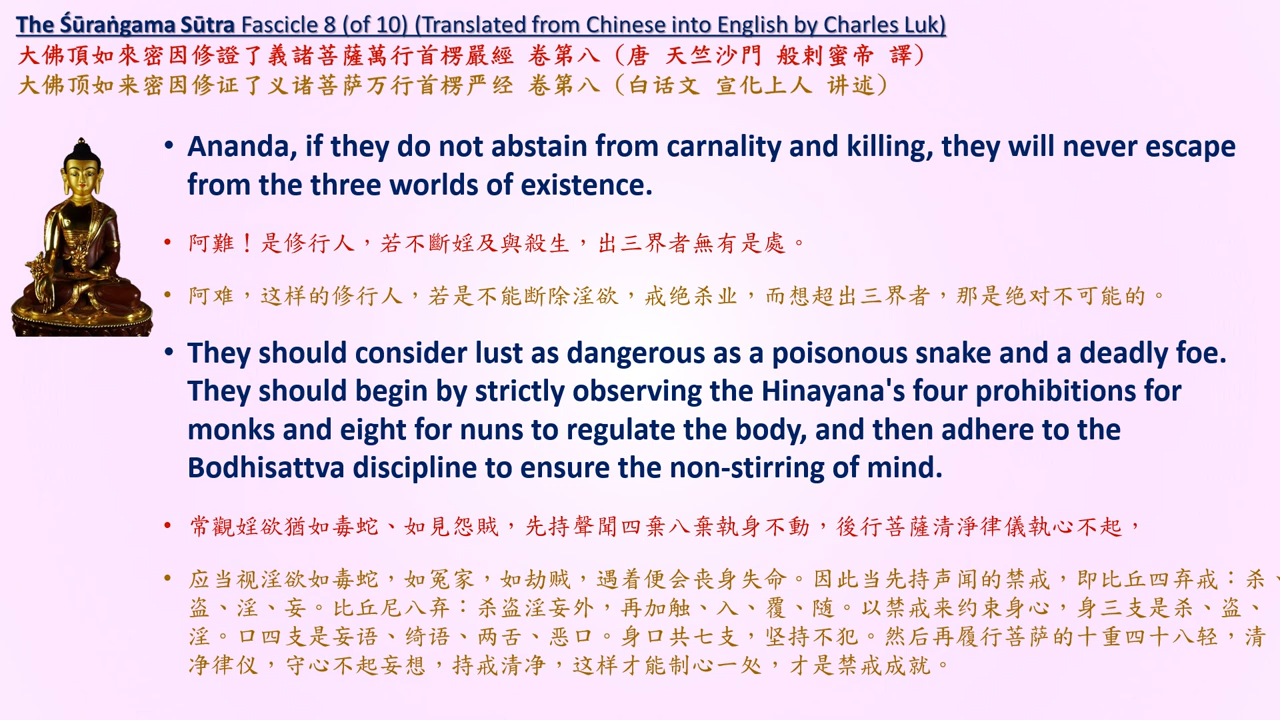 The Śūraṅgama Sūtra Fascicle 8 (of 10) (Translated from Chinese into English by Charles Luk)
大佛頂如來密因修證了義諸菩薩萬行首楞嚴經 卷第八（唐 天竺沙門 般剌蜜帝 譯）
大佛顶如来密因修证了义诸菩萨万行首楞严经 卷第八（白话文 宣化上人 讲述）
• Ananda, if they do not abstain from carnality and killing, they will never escape
from the three worlds of existence.
• 阿難！是修行人，若不斷婬及與殺生，出三界者無有是處。
• 阿难，这样的修行人，若是不能断除淫欲，戒绝杀业，而想超出三界者，那是绝对不可能的。
• They should consider lust as dangerous as a poisonous snake and a deadly foe.
They should begin by strictly observing the Hinayana's four prohibitions for
monks and eight for nuns to regulate the body, and then adhere to the
Bodhisattva discipline to ensure the non-stirring of mind.
• 常觀婬欲猶如毒蛇、如見怨賊，先持聲聞四棄八棄執身不動，後行菩薩清淨律儀執心不起，
• 应当视淫欲如毒蛇，如冤家，如劫贼，遇着便会丧身失命。因此当先持声闻的禁戒，即比丘四弃戒：杀、
盗、淫、妄。比丘尼八弃：杀盗淫妄外，再加触、入、覆、随。以禁戒来约束身心，身三支是杀、盗、
淫。口四支是妄语、绮语、两舌、恶口。身口共七支，坚持不犯。然后再履行菩萨的十重四十八轻，清
净律仪，守心不起妄想，持戒清净，这样才能制心一处，才是禁戒成就。